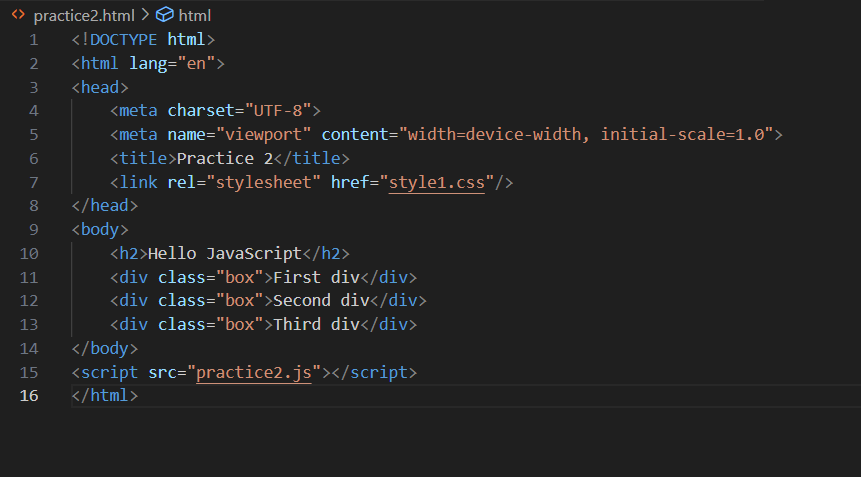 practice2.html > html
1 <!DOCTYPE html>
2 <html lang="en">
3 <head>
4     <meta charset="UTF-8">
5     <meta name="viewport" content="width=device-width, initial-scale=1.0">
6     <title>Practice 2</title>
7     <link rel="stylesheet" href="style1.css"/>
8 </head>
9 <body>
10     <h2>Hello JavaScript</h2>
11     <div class="box">First div</div>
12     <div class="box">Second div</div>
13     <div class="box">Third div</div>
14 </body>
15 <script src="practice2.js"></script>
16 </html>